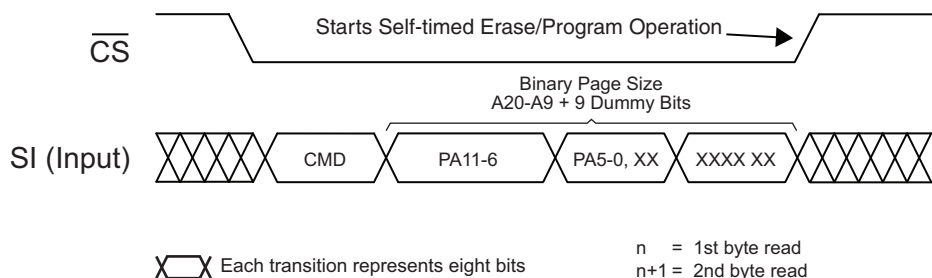 CS
Starts Self-timed Erase/Program Operation
Binary Page Size
A20-A9 + 9 Dummy Bits
SI (Input)
CMD
PA11-6
PA5-0, XX
XXXX XX
Each transition represents eight bits
n = 1st byte read
n+1 = 2nd byte read